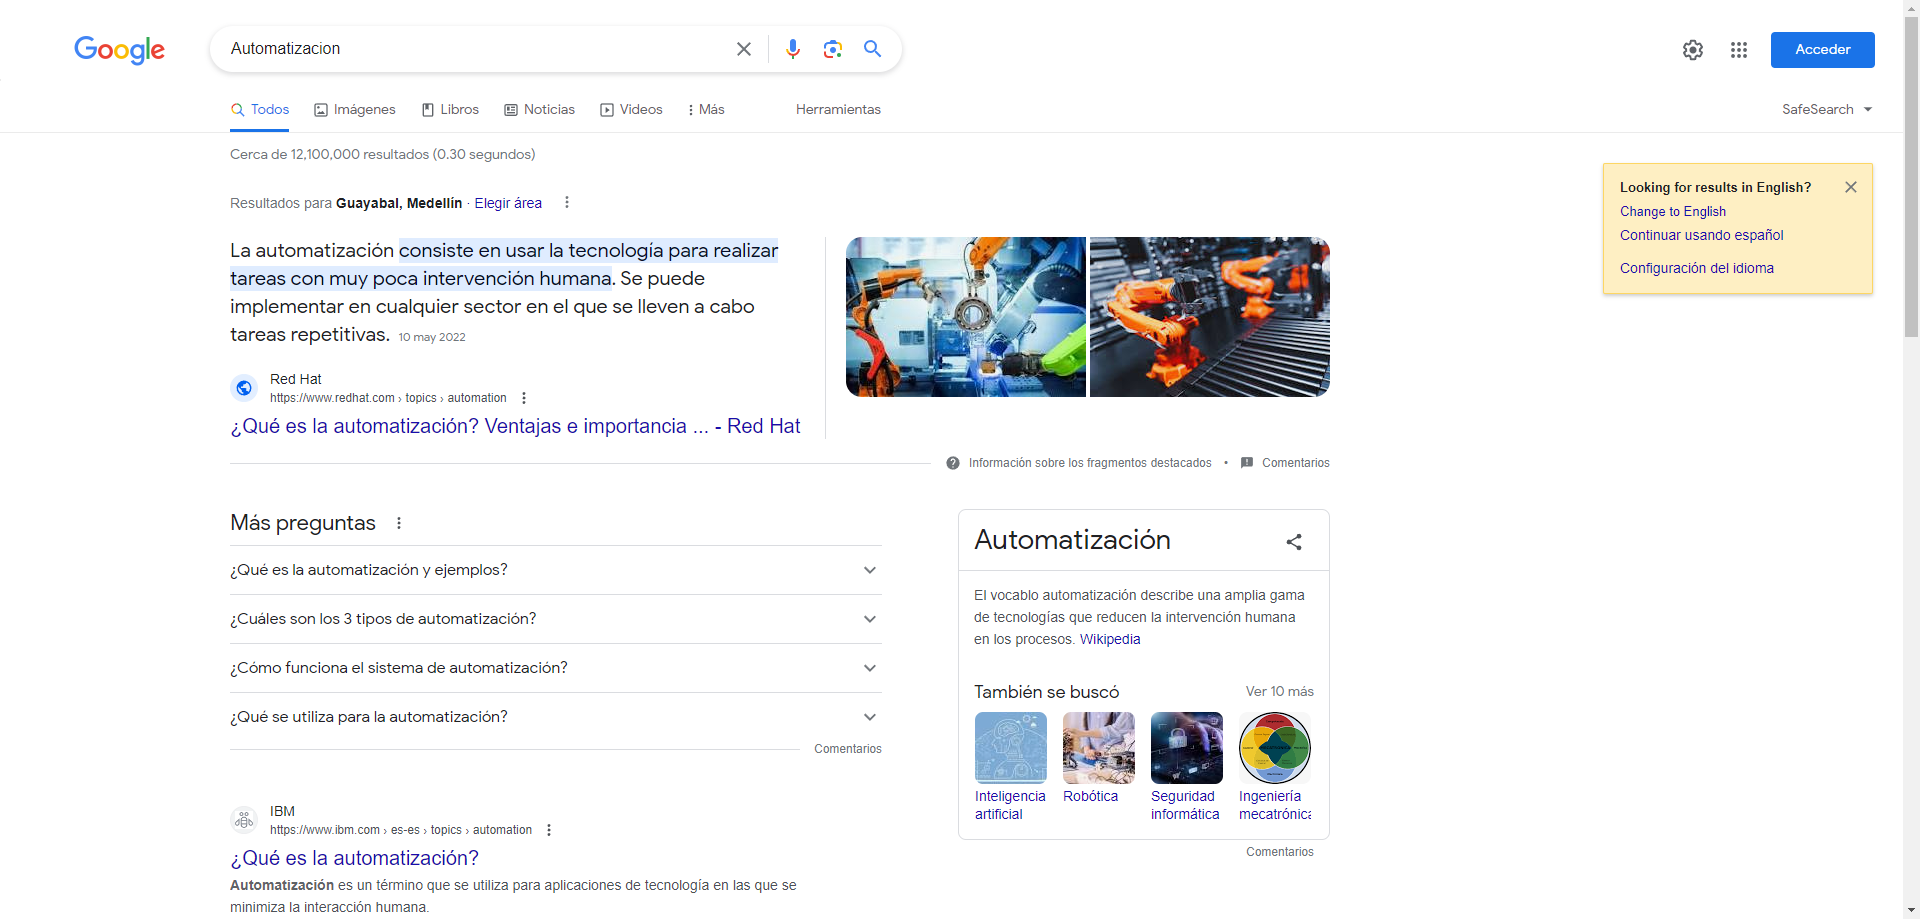 Google
Automatizacion
Acceder
Todos
Imágenes
Libros
Noticias
Videos
Más
Herramientas
SafeSearch
Cerca de 12,100,000 resultados (0.30 segundos)
Looking for results in English?
Change to English
Continuar usando español
Configuración del idioma
Resultados para Guayabal, Medellín · Elegir área
La automatización consiste en usar la tecnología para realizar
tareas con muy poca intervención humana. Se puede
implementar en cualquier sector en el que se lleven a cabo
tareas repetitivas. 10 may 2022
Red Hat
https://www.redhat.com › topics › automation
¿Qué es la automatización? Ventajas e importancia ... - Red Hat
Información sobre los fragmentos destacados • Comentarios
Más preguntas
¿Qué es la automatización y ejemplos?
¿Cuáles son los 3 tipos de automatización?
¿Cómo funciona el sistema de automatización?
¿Qué se utiliza para la automatización?
Comentarios
Automatización
El vocablo automatización describe una amplia gama
de tecnologías que reducen la intervención humana
en los procesos. Wikipedia
También se buscó
Ver 10 más
Inteligencia
artificial
Robótica
Seguridad
informática
Ingeniería
mecatrónica
Comentarios
IBM
https://www.ibm.com › es-es › topics › automation
¿Qué es la automatización?
Automatización es un término que se utiliza para aplicaciones de tecnología en las que se
minimiza la interacción humana.